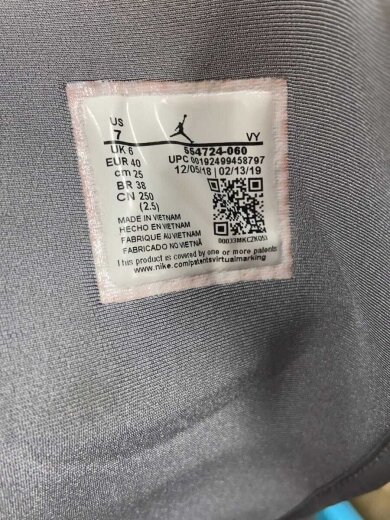 US
7 VY
UK 6 554724-060
EUR 40 UPC 00192499458797
cm 25 12/05/18 02/13/19
BR 38
CN 250
(2.5)
MADE IN VIETNAM
HECHO EN VIETNAM
FABRIQUE AU VIETNAM
FABRICADO NO VIETNÃ
00033MKCZK053
This product is covered by one or more patents
www.nike.com/patentsvirtualmarking